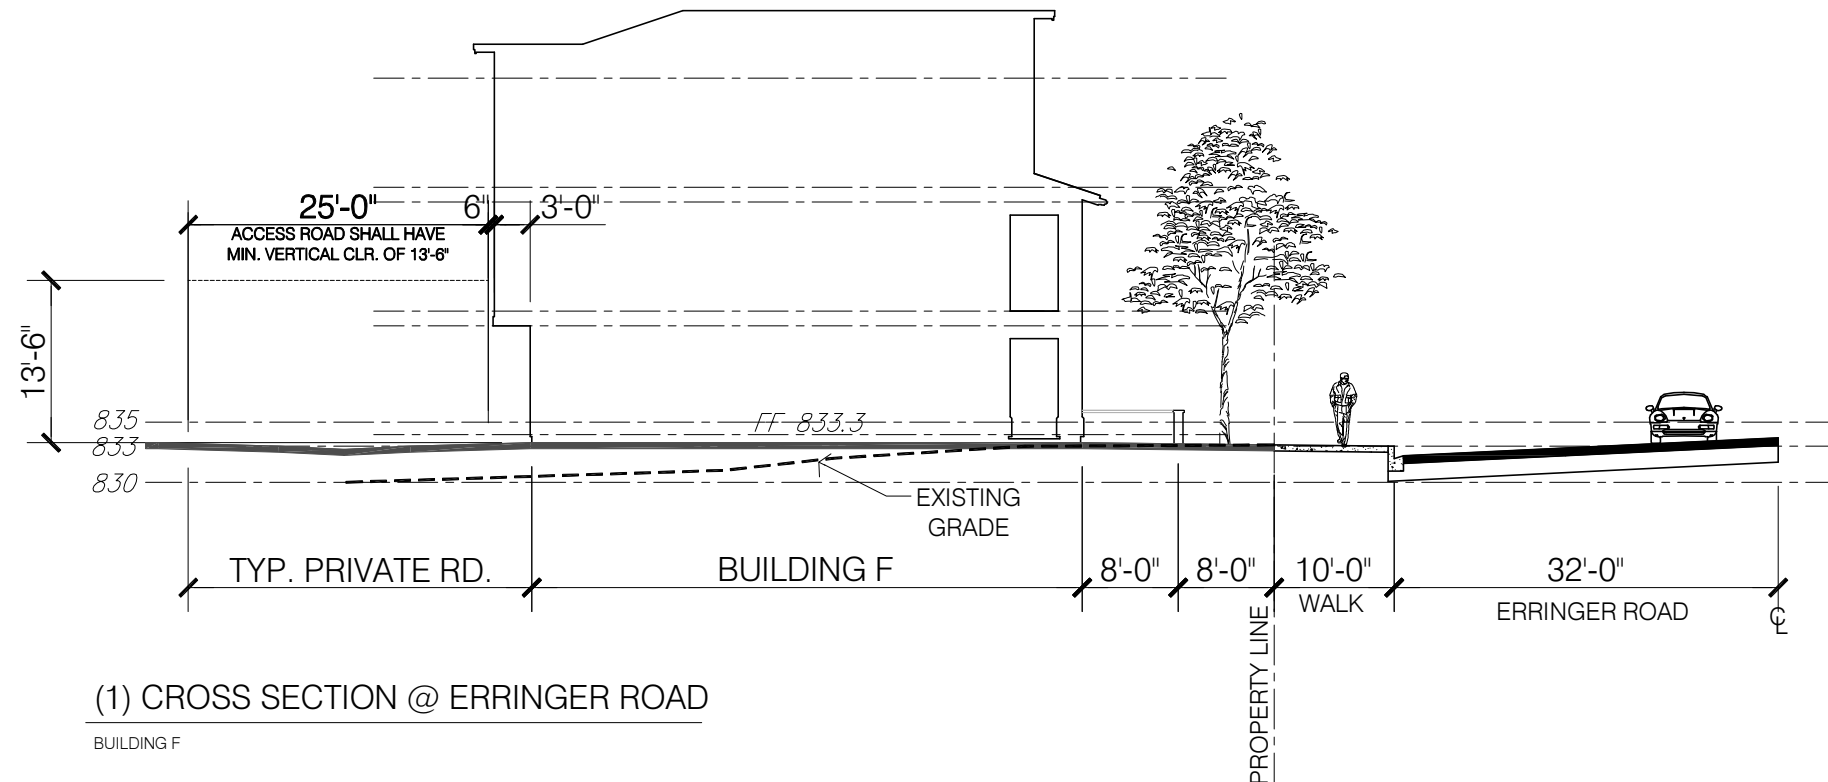 25'-0"
6"
3'-0"
ACCESS ROAD SHALL HAVE
MIN. VERTICAL CLR. OF 13'-6"
13'-6"
835
833
830
FF 833.3
EXISTING
GRADE
TYP. PRIVATE RD.
BUILDING F
8'-0"
8'-0"
10'-0"
WALK
32'-0"
ERRINGER ROAD
℄
PROPERTY LINE
(1) CROSS SECTION @ ERRINGER ROAD
BUILDING F